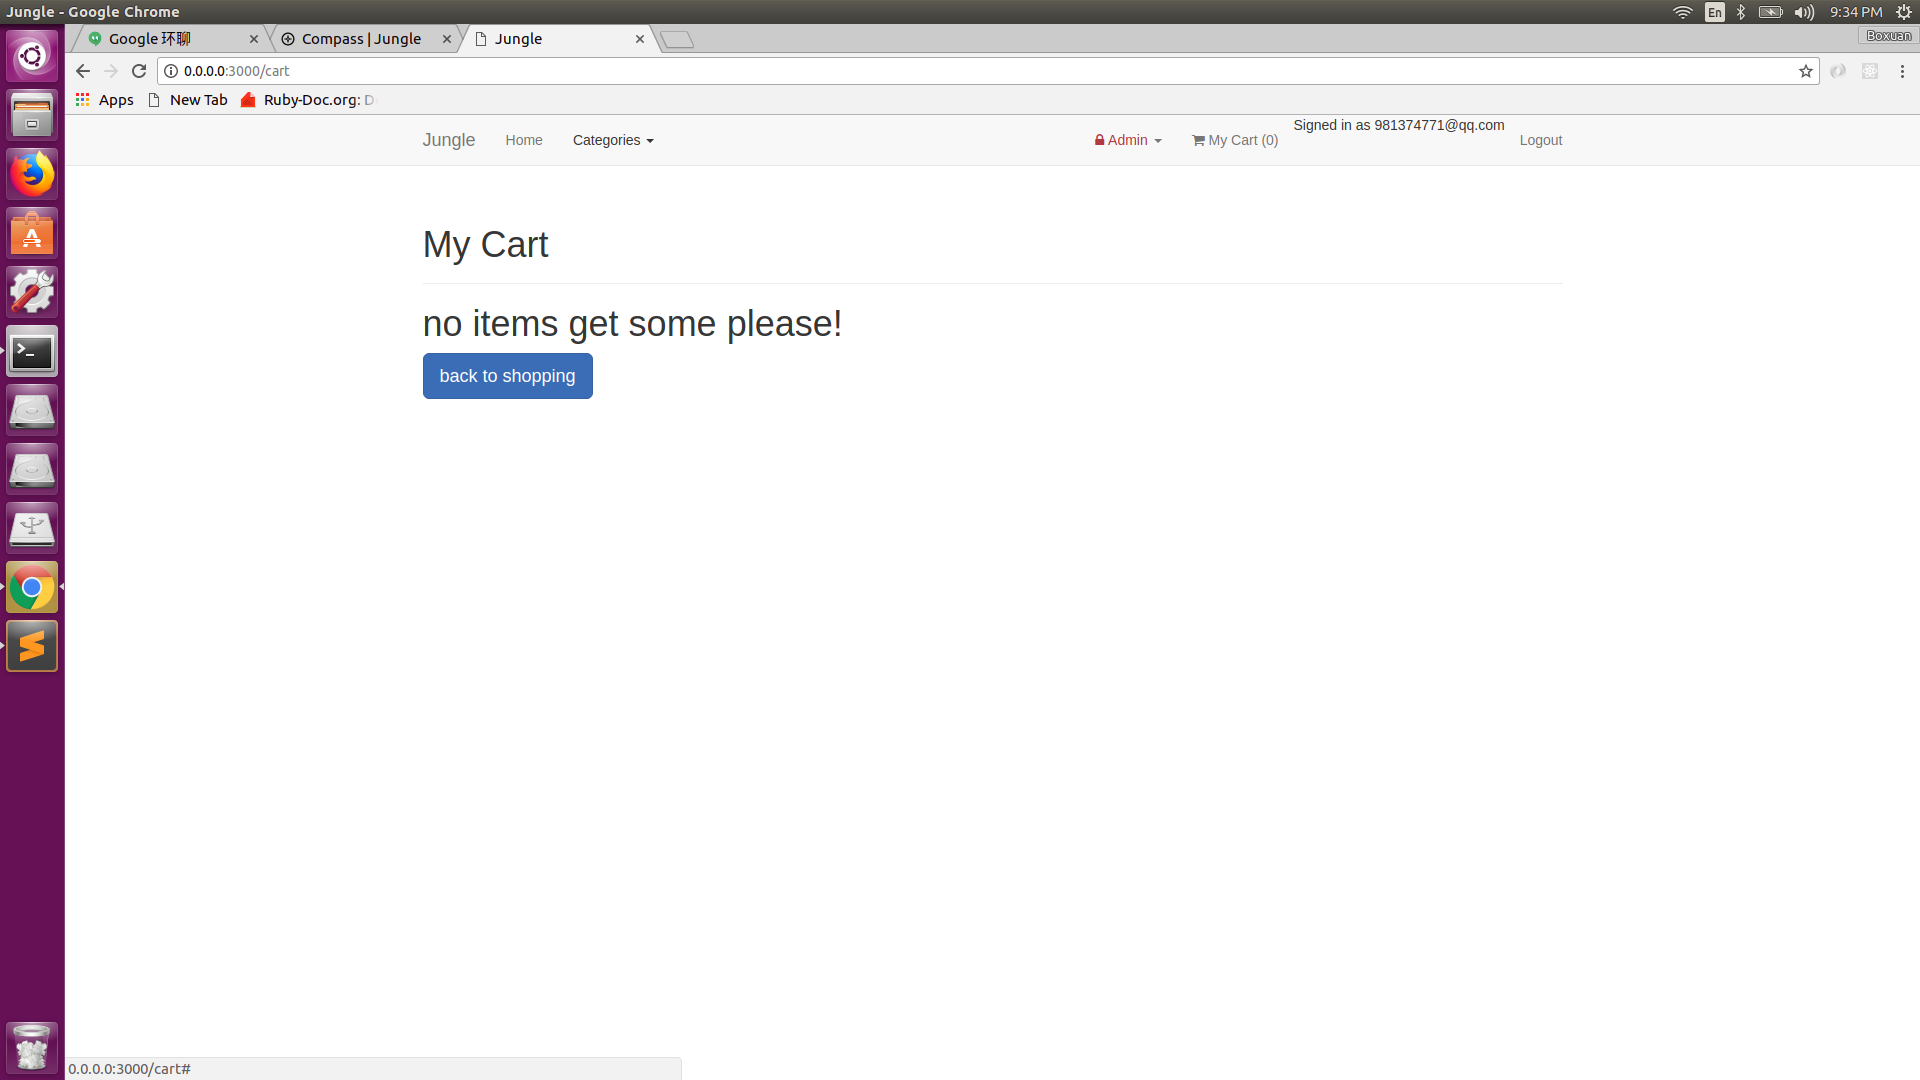 Jungle - Google Chrome
En
9:34 PM
Google 环聊
Compass | Jungle
Jungle
Boxuan
0.0.0.0:3000/cart
Apps
New Tab
Ruby-Doc.org: D
Jungle
Home
Categories
Admin
My Cart (0)
Signed in as 981374771@qq.com
Logout
My Cart
no items get some please!
back to shopping
0.0.0.0:3000/cart#